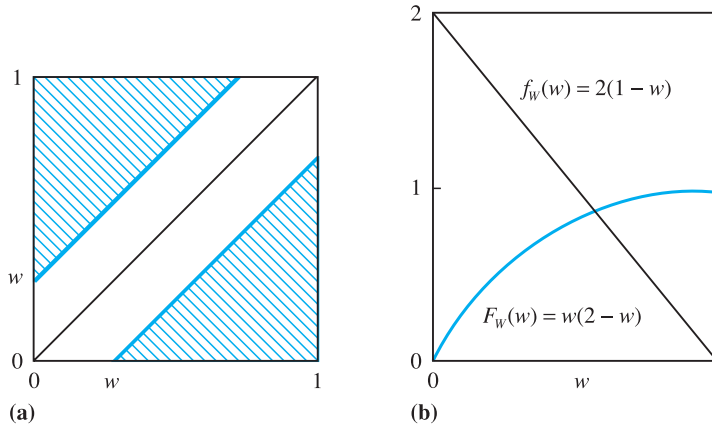 1
w
0
0
w
1
(a)
2
f_W(w) = 2(1 − w)
1
F_W(w) = w(2 − w)
0
0
w
(b)